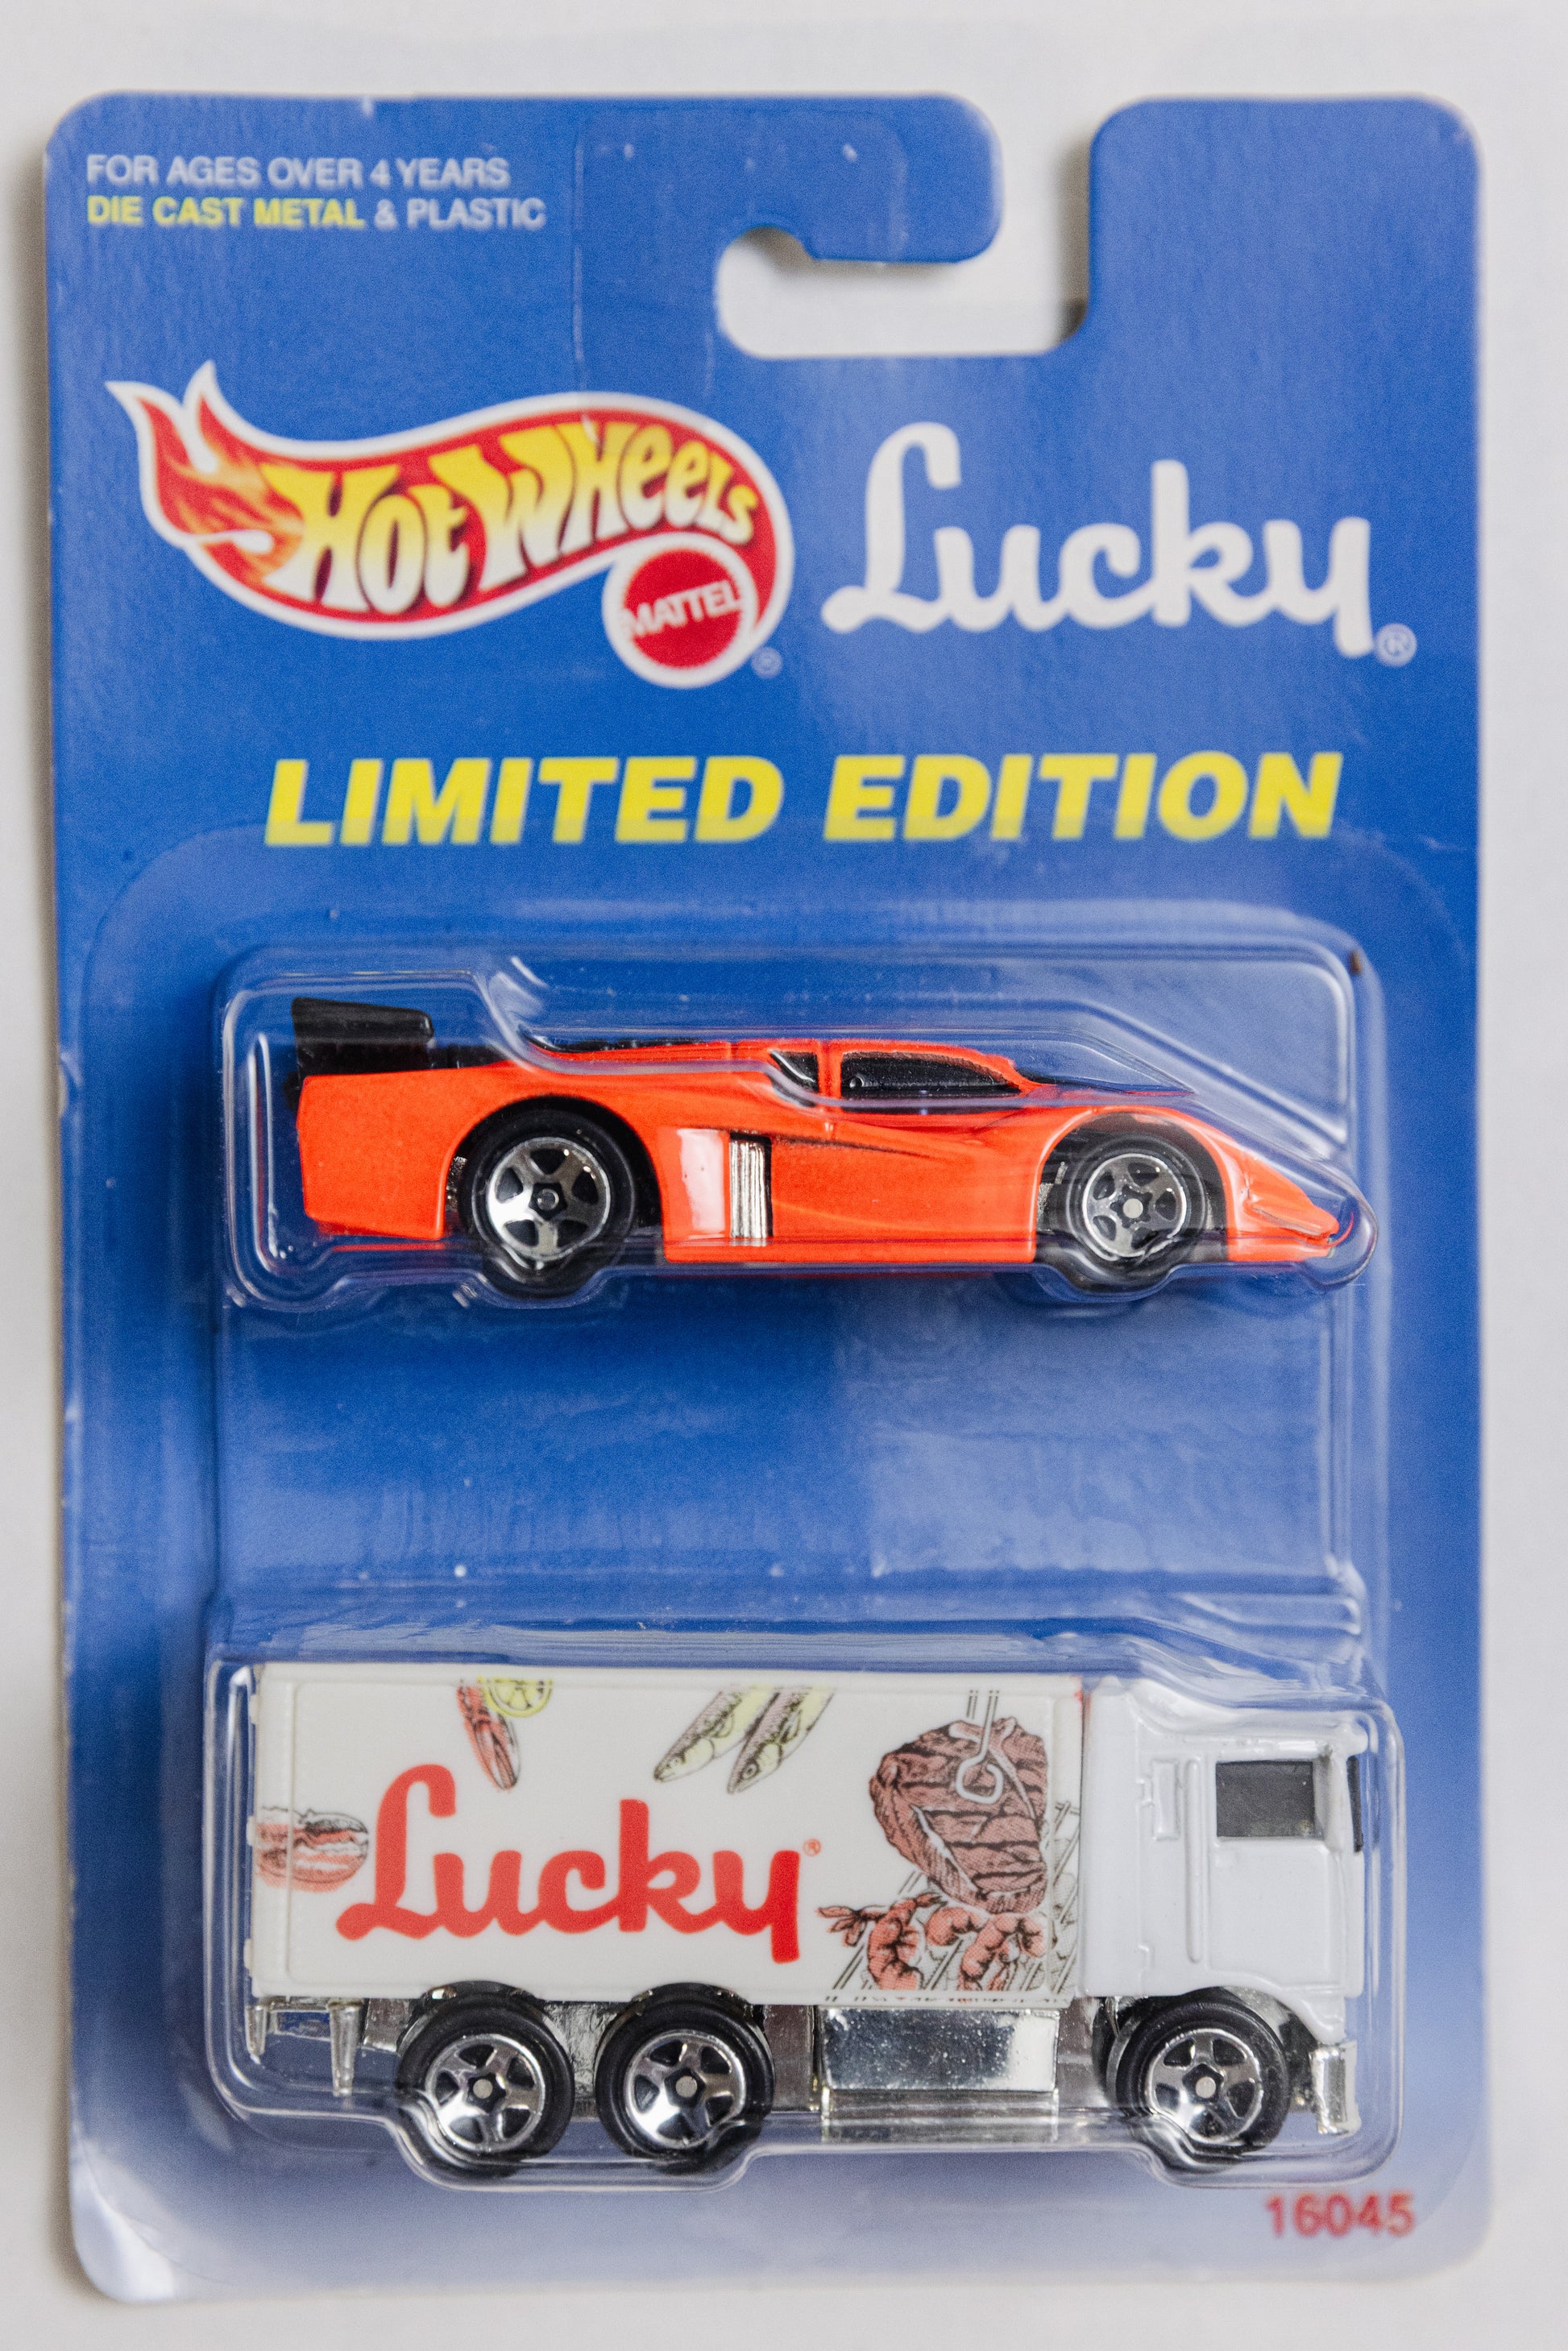 FOR AGES OVER 4 YEARS
DIE CAST METAL & PLASTIC
HOT WHEELS
MATTEL
®
Lucky®
LIMITED EDITION
Lucky®
16045